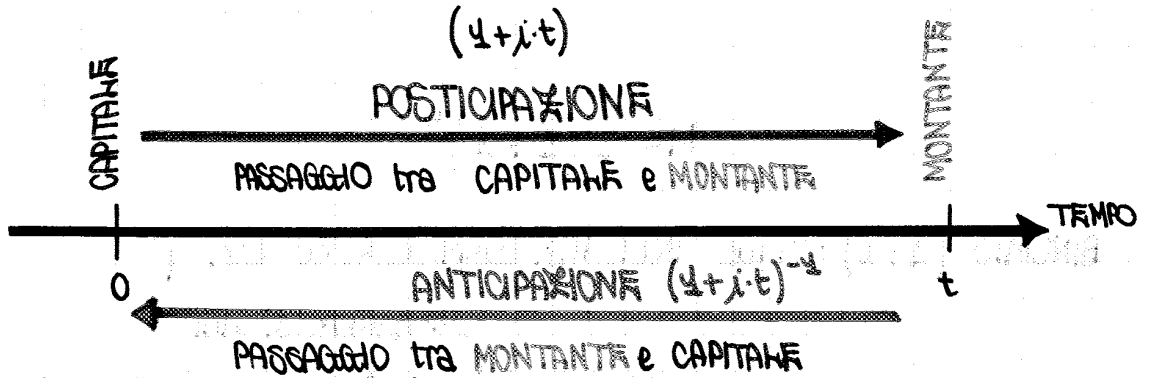 (1+i·t)
CAPITALE
MONTANTE
POSTICIPAZIONE
PASSAGGIO tra CAPITALE e MONTANTE
TEMPO
0
ANTICIPAZIONE (1+i·t)⁻¹
t
PASSAGGIO tra MONTANTE e CAPITALE